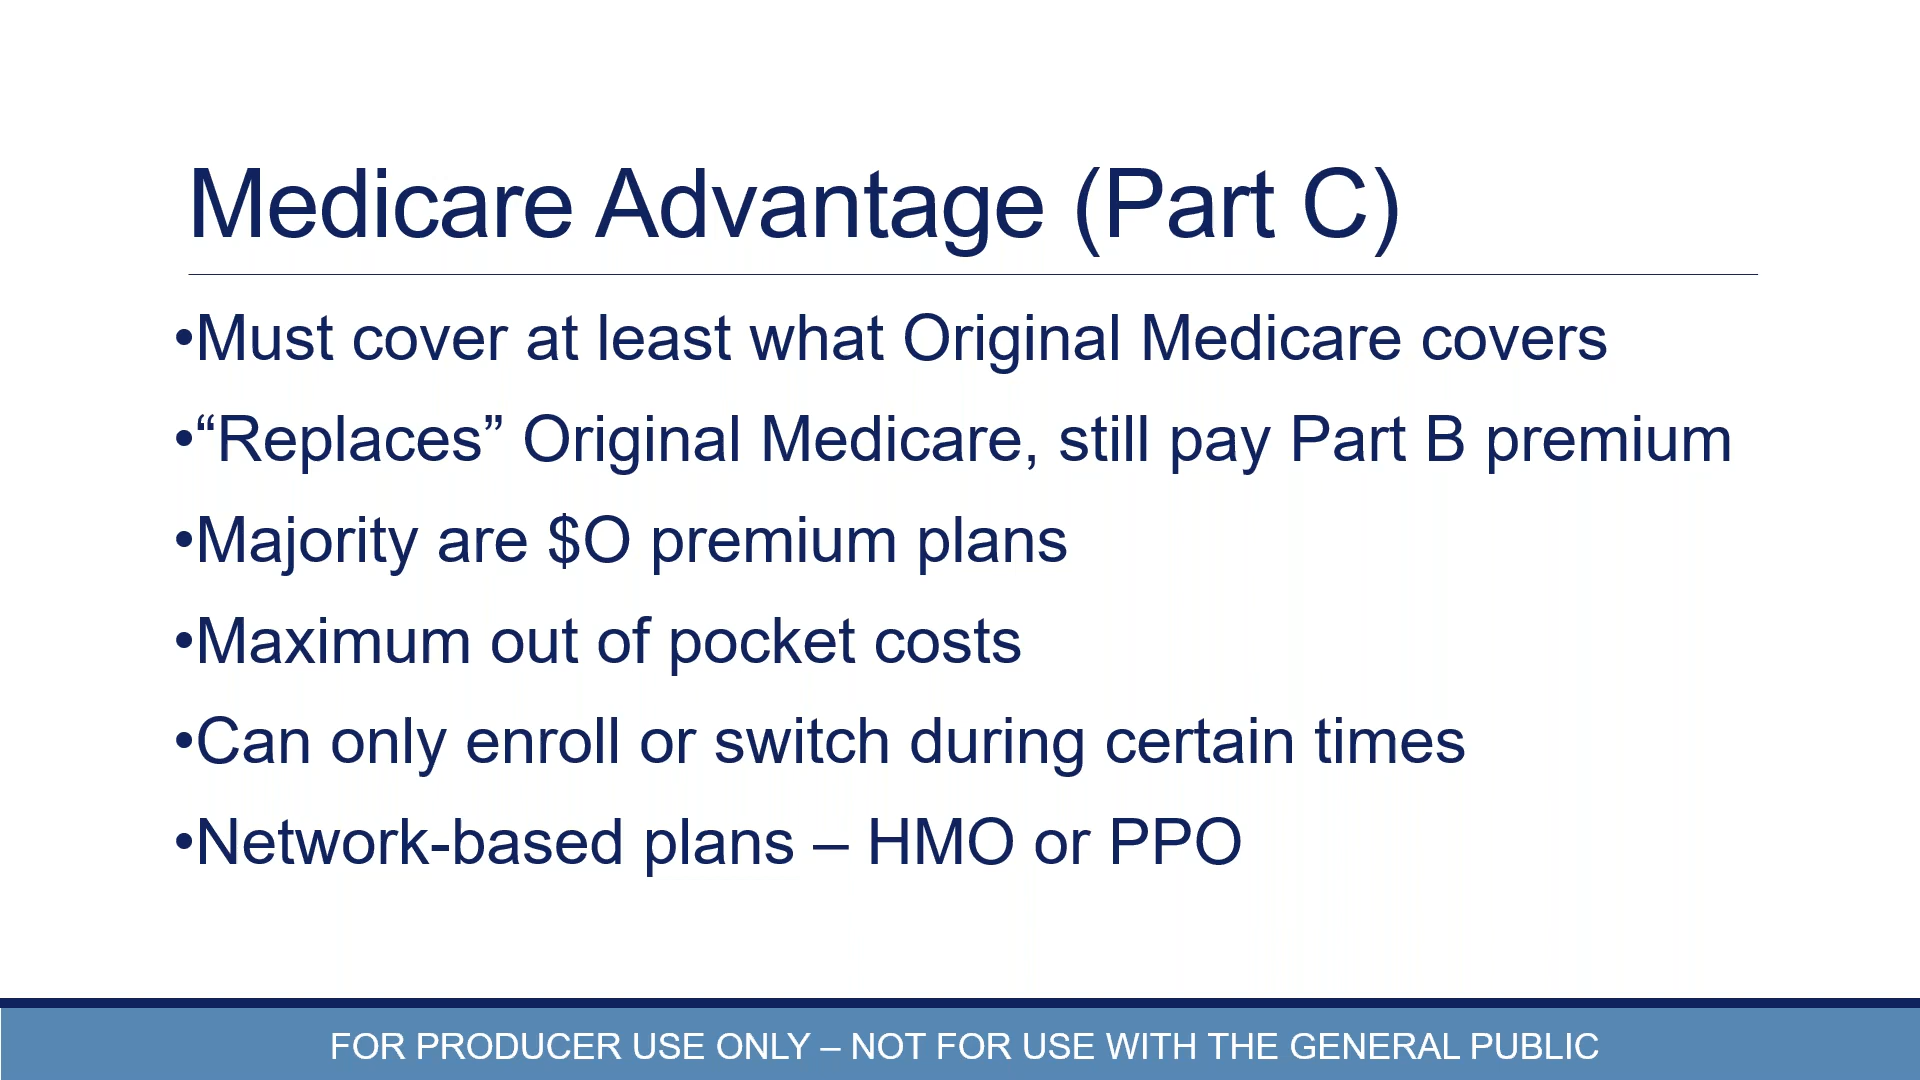 Medicare Advantage (Part C)
•Must cover at least what Original Medicare covers
•“Replaces” Original Medicare, still pay Part B premium
•Majority are $O premium plans
•Maximum out of pocket costs
•Can only enroll or switch during certain times
•Network-based plans – HMO or PPO
FOR PRODUCER USE ONLY – NOT FOR USE WITH THE GENERAL PUBLIC